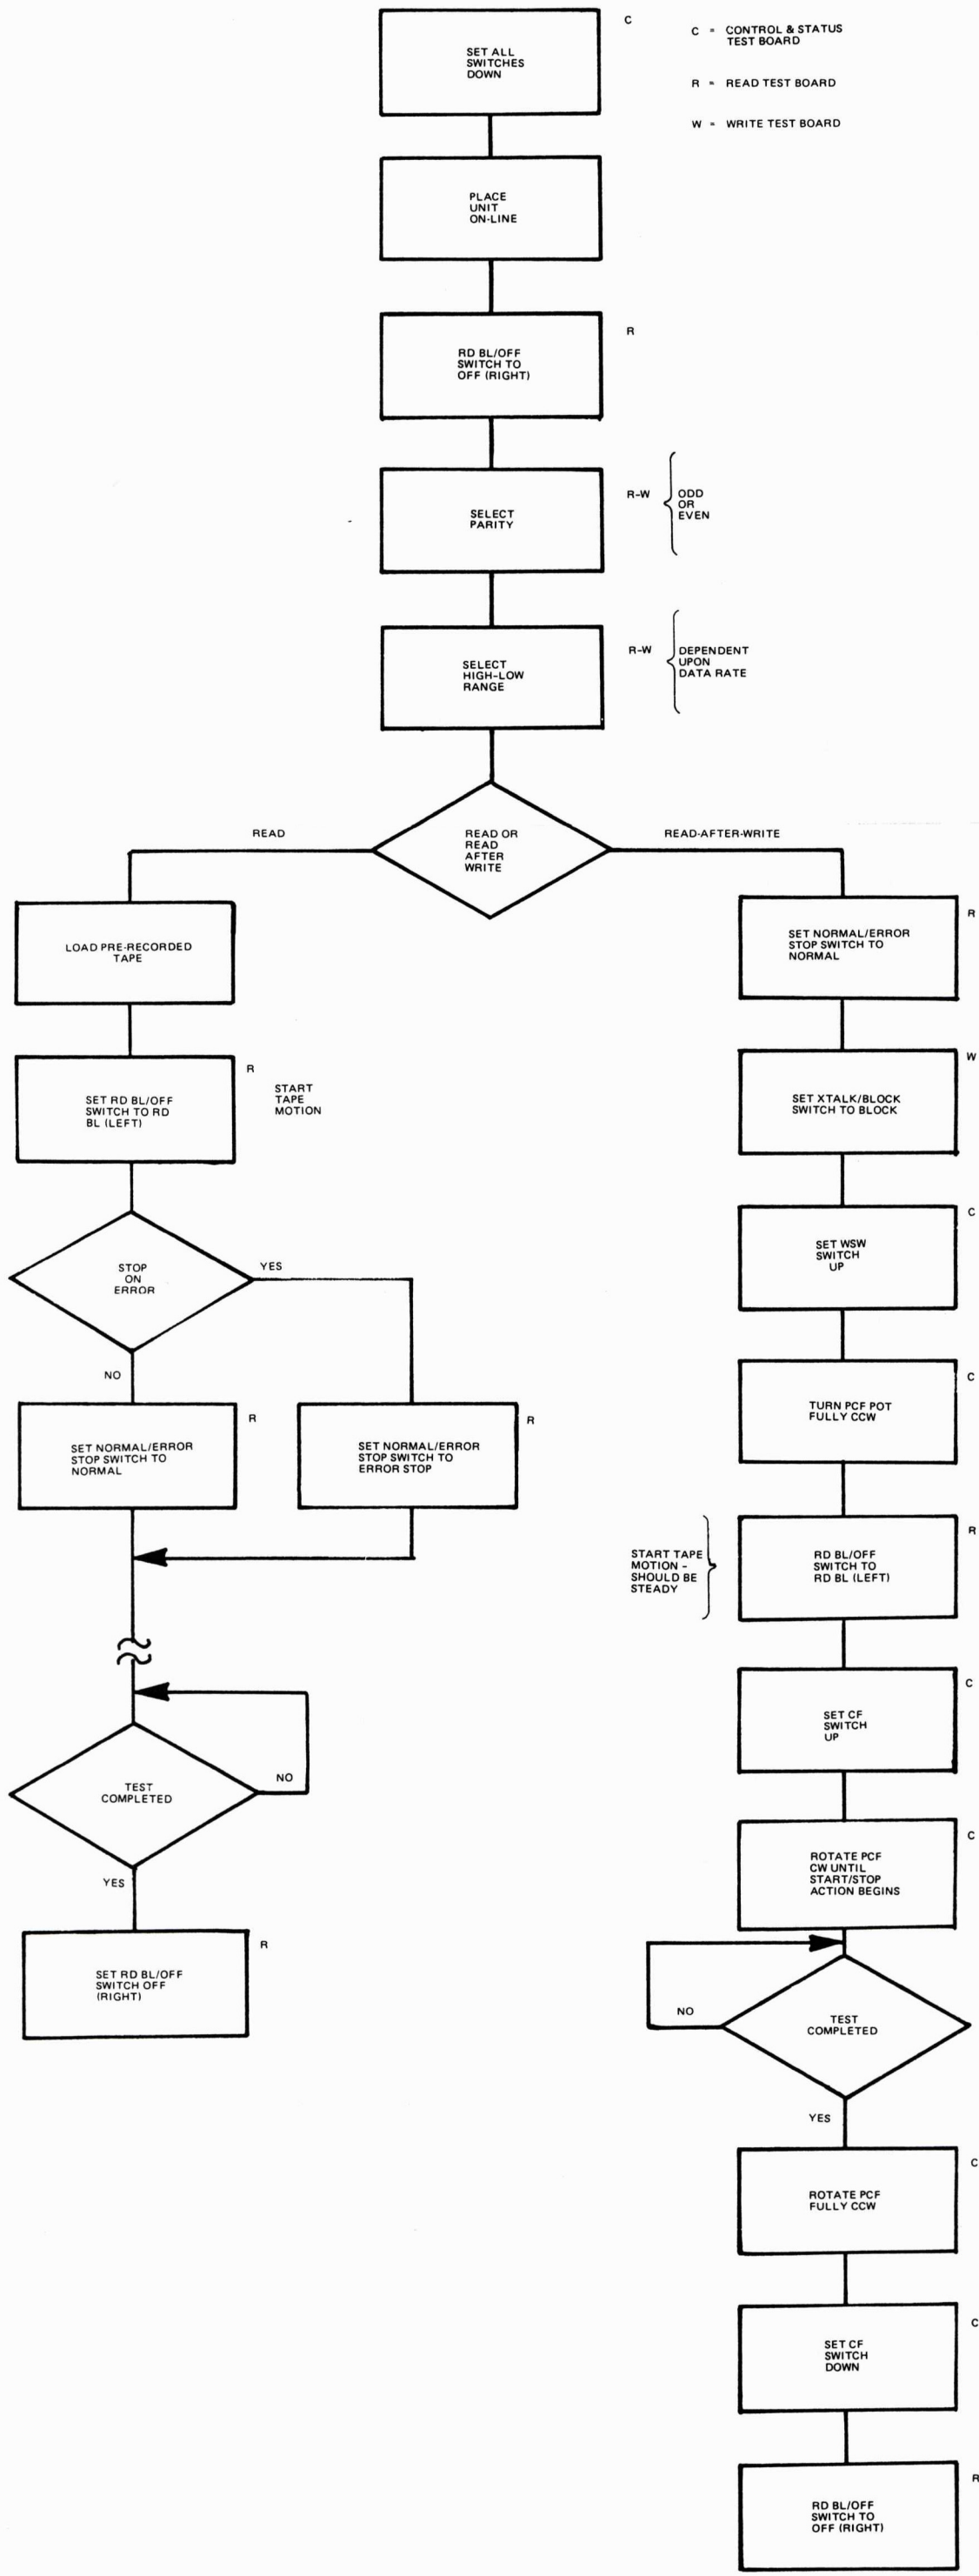 SET ALL
SWITCHES
DOWN
C
C = CONTROL & STATUS
TEST BOARD
R = READ TEST BOARD
W = WRITE TEST BOARD
PLACE
UNIT
ON-LINE
RD BL/OFF
SWITCH TO
OFF (RIGHT)
R
SELECT
PARITY
R-W
ODD
OR
EVEN
SELECT
HIGH-LOW
RANGE
R-W
DEPENDENT
UPON
DATA RATE
READ
READ OR
READ
AFTER
WRITE
READ-AFTER-WRITE
LOAD PRE-RECORDED
TAPE
SET RD BL/OFF
SWITCH TO RD
BL (LEFT)
R
START
TAPE
MOTION
STOP
ON
ERROR
YES
NO
SET NORMAL/ERROR
STOP SWITCH TO
NORMAL
R
SET NORMAL/ERROR
STOP SWITCH TO
ERROR STOP
R
TEST
COMPLETED
NO
YES
SET RD BL/OFF
SWITCH OFF
(RIGHT)
R
SET NORMAL/ERROR
STOP SWITCH TO
NORMAL
R
SET XTALK/BLOCK
SWITCH TO BLOCK
W
SET WSW
SWITCH
UP
C
TURN PCF POT
FULLY CCW
C
START TAPE
MOTION -
SHOULD BE
STEADY
RD BL/OFF
SWITCH TO
RD BL (LEFT)
R
SET CF
SWITCH
UP
C
ROTATE PCF
CW UNTIL
START/STOP
ACTION BEGINS
C
NO
TEST
COMPLETED
YES
ROTATE PCF
FULLY CCW
C
SET CF
SWITCH
DOWN
C
RD BL/OFF
SWITCH TO
OFF (RIGHT)
R